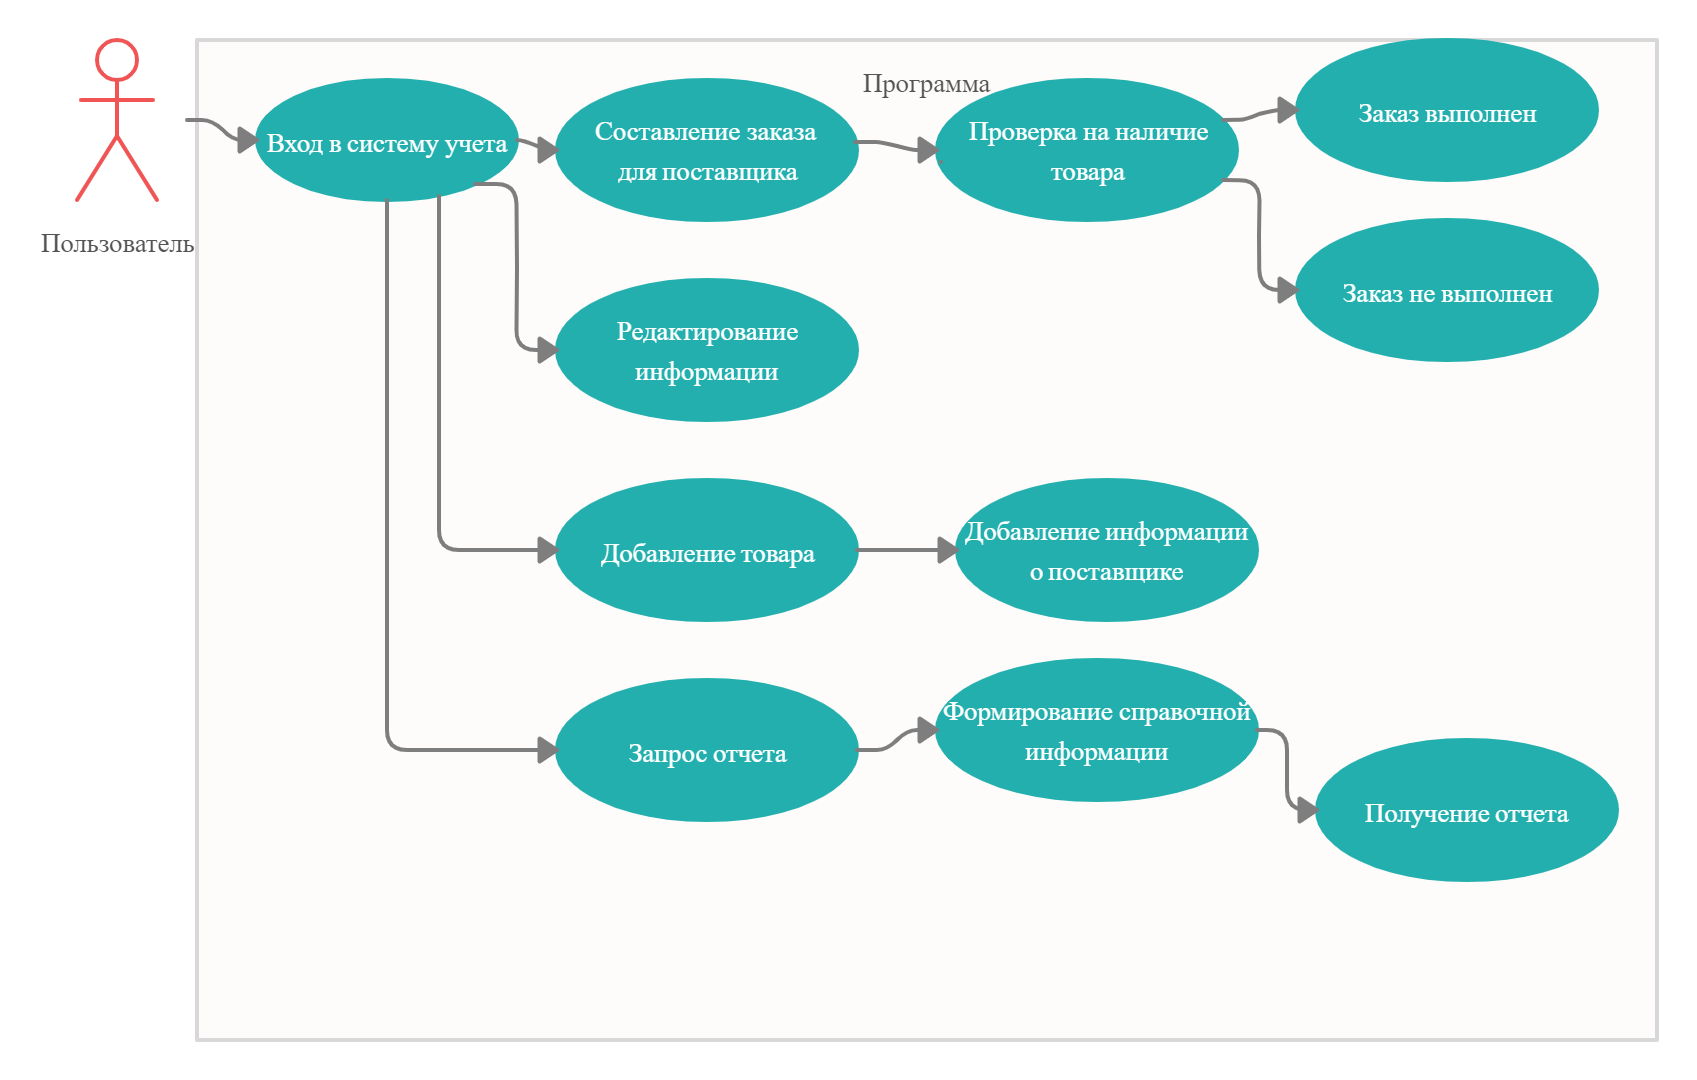 Пользователь
Программа
Вход в систему учета
Составление заказа
для поставщика
Проверка на наличие
товара
Заказ выполнен
Заказ не выполнен
Редактирование
информации
Добавление товара
Добавление информации
о поставщике
Запрос отчета
Формирование справочной
информации
Получение отчета